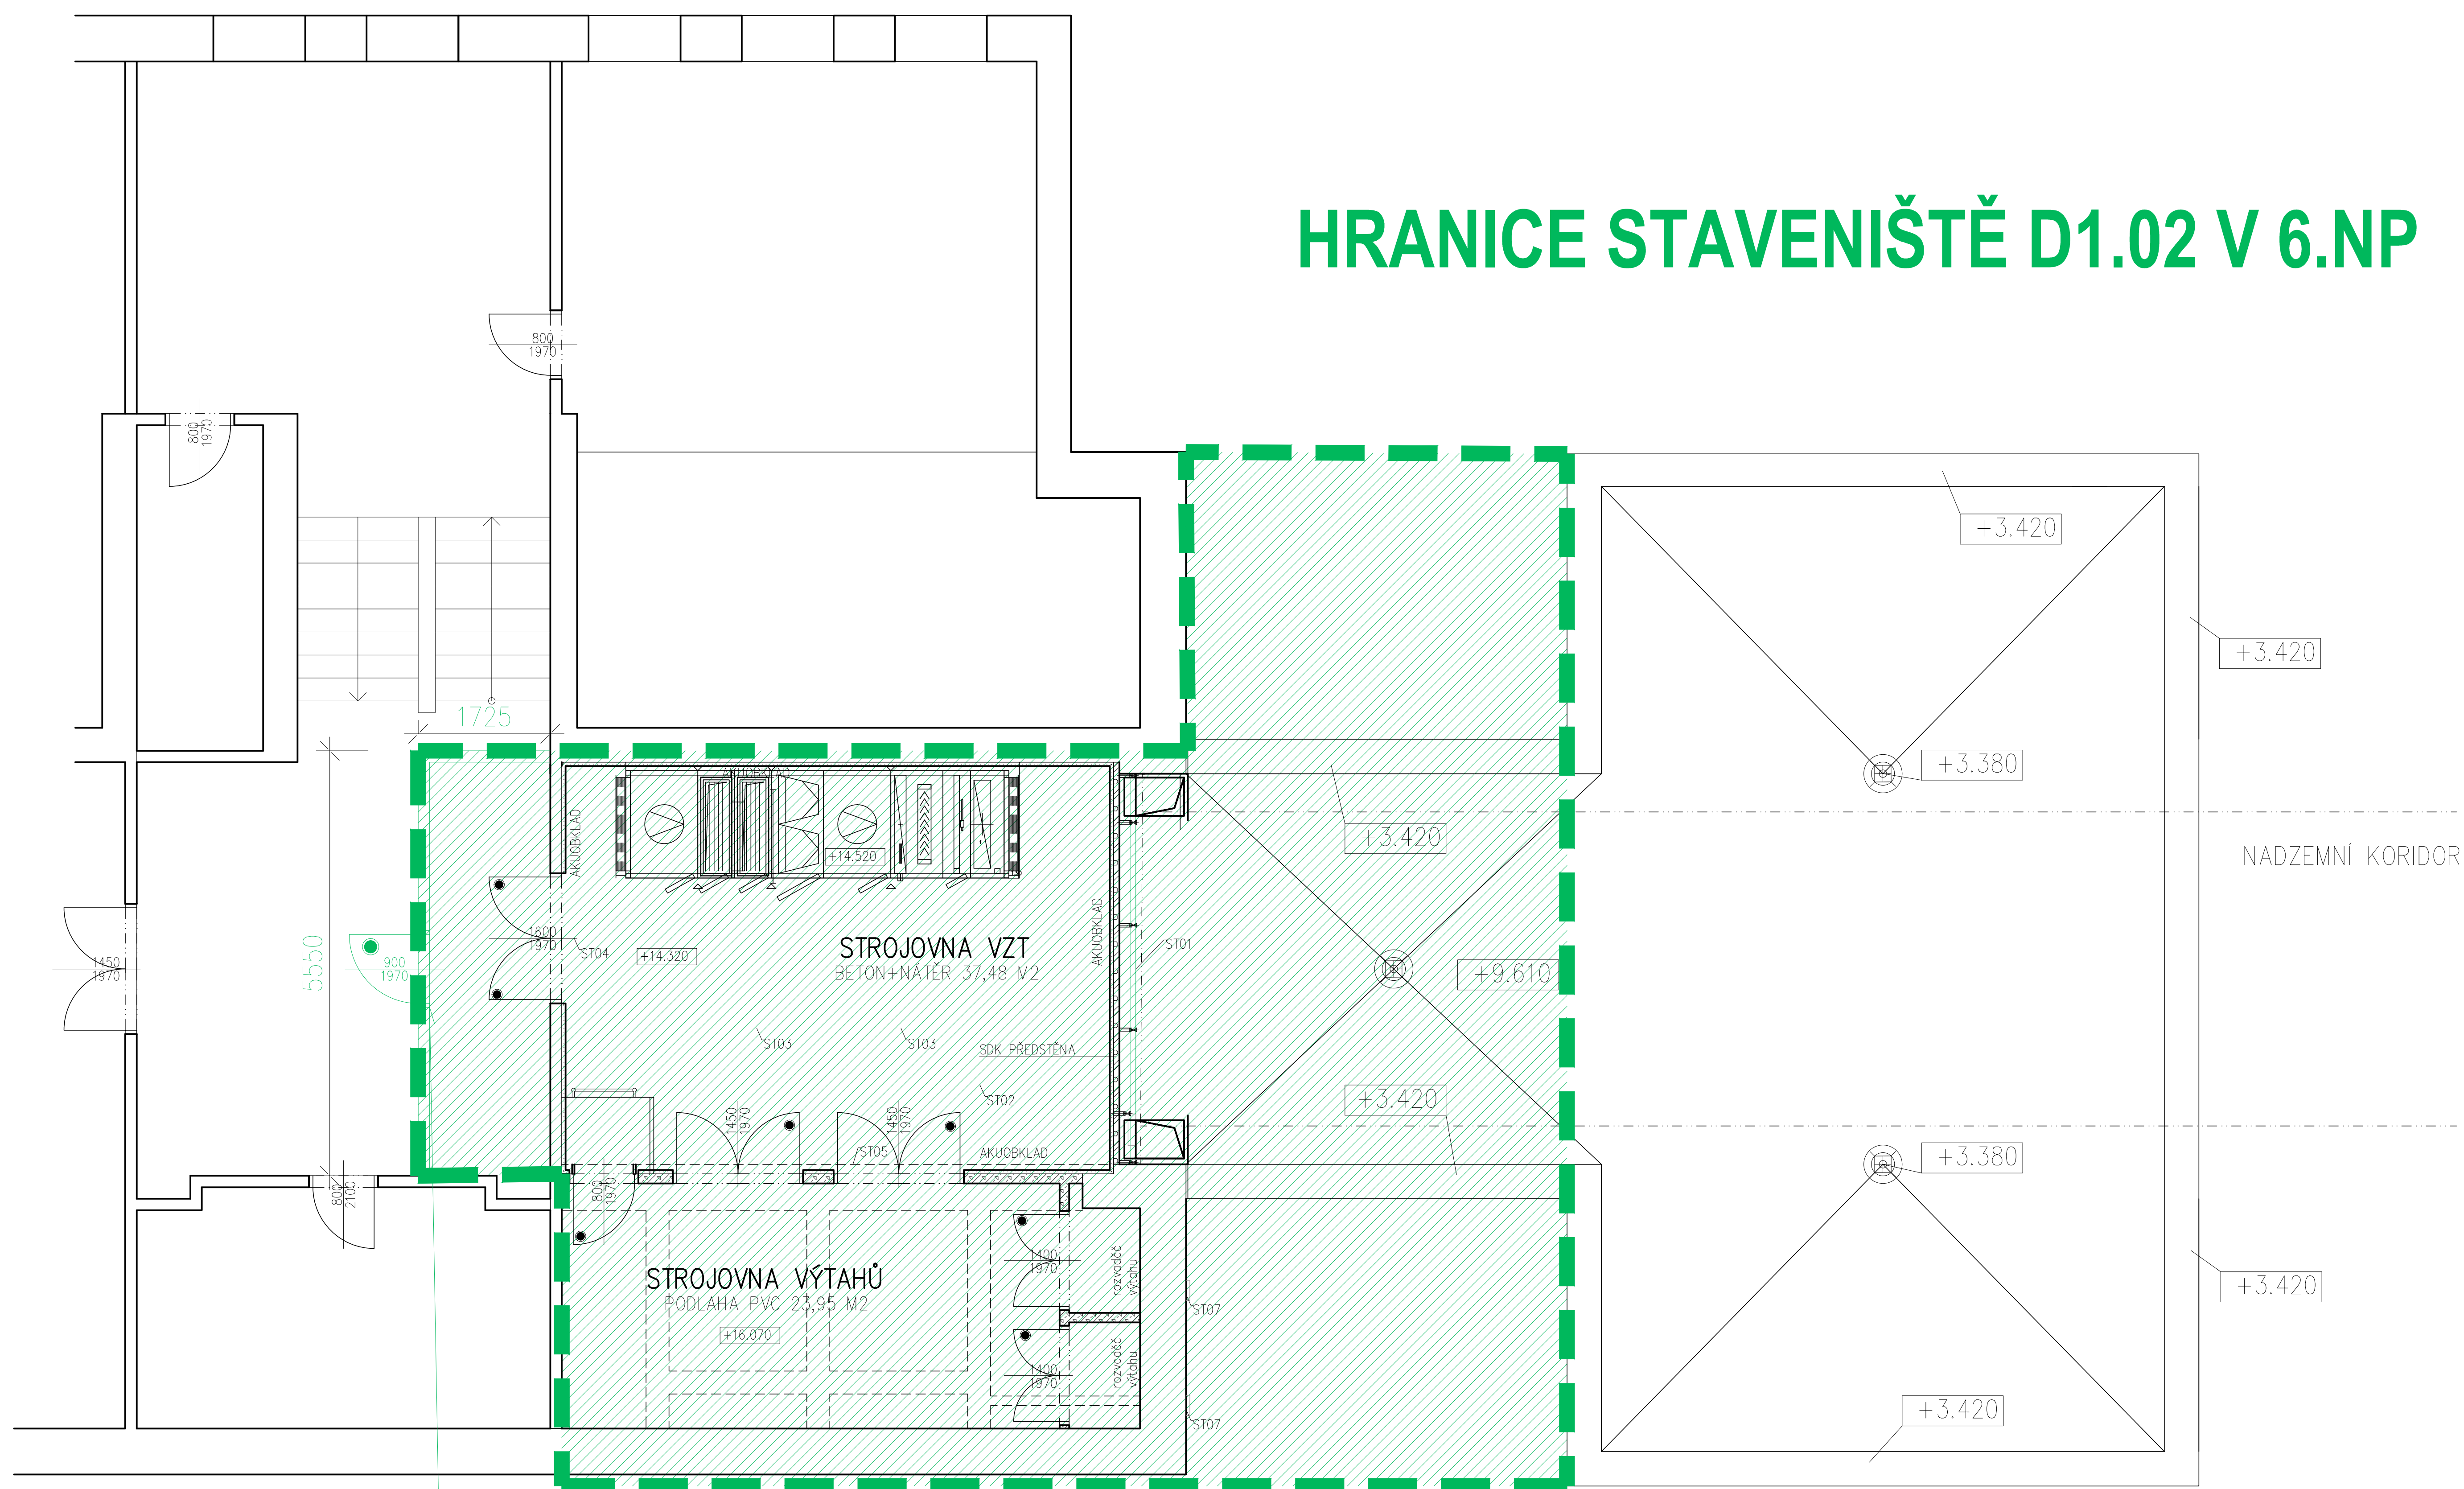 HRANICE STAVENIŠTĚ D1.02 V 6.NP
800
1970
800
1970
+3.420
+3.420
1725
+3.380
AKUOBKLAD
AKUOBKLAD
+14.520
+3.420
NADZEMNÍ KORIDOR
AKUOBKLAD
1600
1970
ST04
+14.320
STROJOVNA VZT
BETON+NÁTĚR 37,48 M2
ST01
5550
900
1970
1450
1970
+9.610
ST03
ST03
SDK PŘEDSTĚNA
ST02
+3.420
1450
1970
1450
1970
ST05
AKUOBKLAD
+3.380
800
2100
800
1970
1400
1970
rozvaděč
výtahu
STROJOVNA VÝTAHŮ
PODLAHA PVC 23,95 M2
+16.070
ST07
+3.420
1400
1970
rozvaděč
výtahu
ST07
+3.420